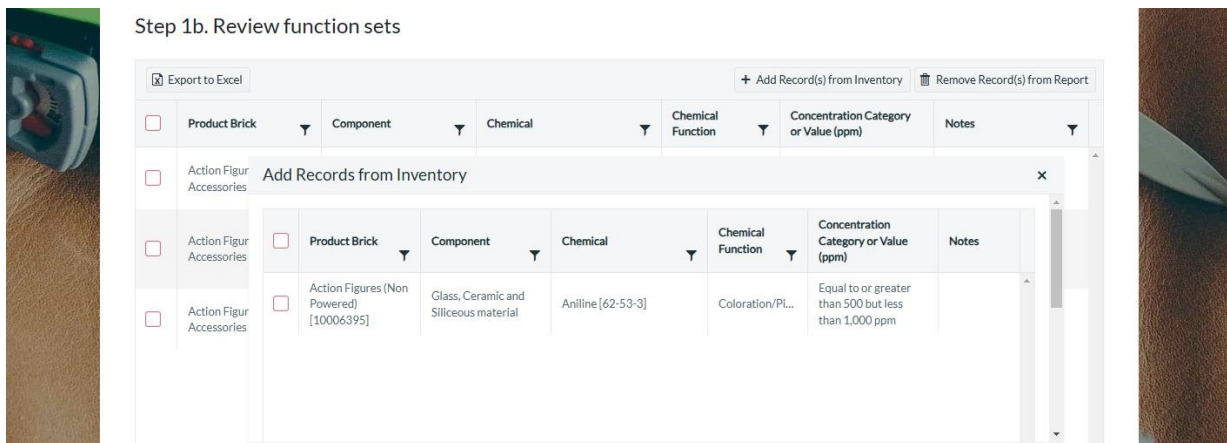 Step 1b. Review function sets
Export to Excel
+ Add Record(s) from Inventory
Remove Record(s) from Report
Product Brick
Component
Chemical
Chemical
Function
Concentration Category
or Value (ppm)
Notes
Action Figur
Accessories
Action Figur
Accessories
Action Figur
Accessories
Add Records from Inventory
Product Brick
Component
Chemical
Chemical
Function
Concentration
Category or Value
(ppm)
Notes
Action Figures (Non
Powered)
[10006395]
Glass, Ceramic and
Siliceous material
Aniline [62-53-3]
Coloration/Pi...
Equal to or greater
than 500 but less
than 1,000 ppm